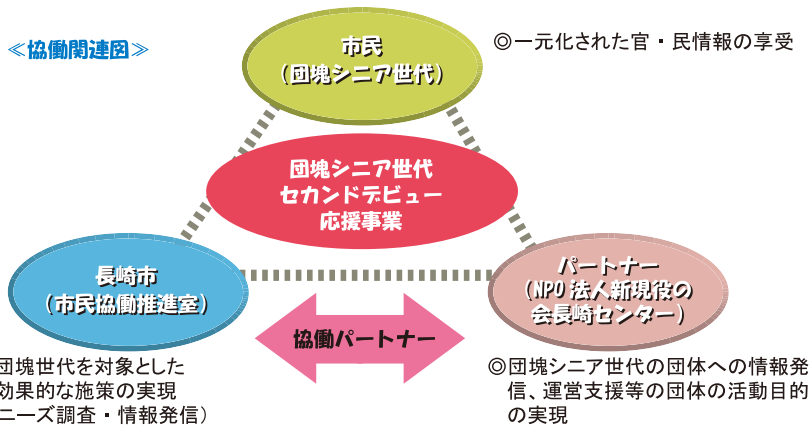 ≪協働関連図≫
市民
（団塊シニア世代）
◎一元化された官・民情報の享受
団塊シニア世代
セカンドデビュー
応援事業
長崎市
（市民協働推進室）
パートナー
（NPO 法人新現役の
会長崎センター）
協働パートナー
団塊世代を対象とした
効果的な施策の実現
ニーズ調査・情報発信）
◎団塊シニア世代の団体への情報発
信、運営支援等の団体の活動目的
の実現